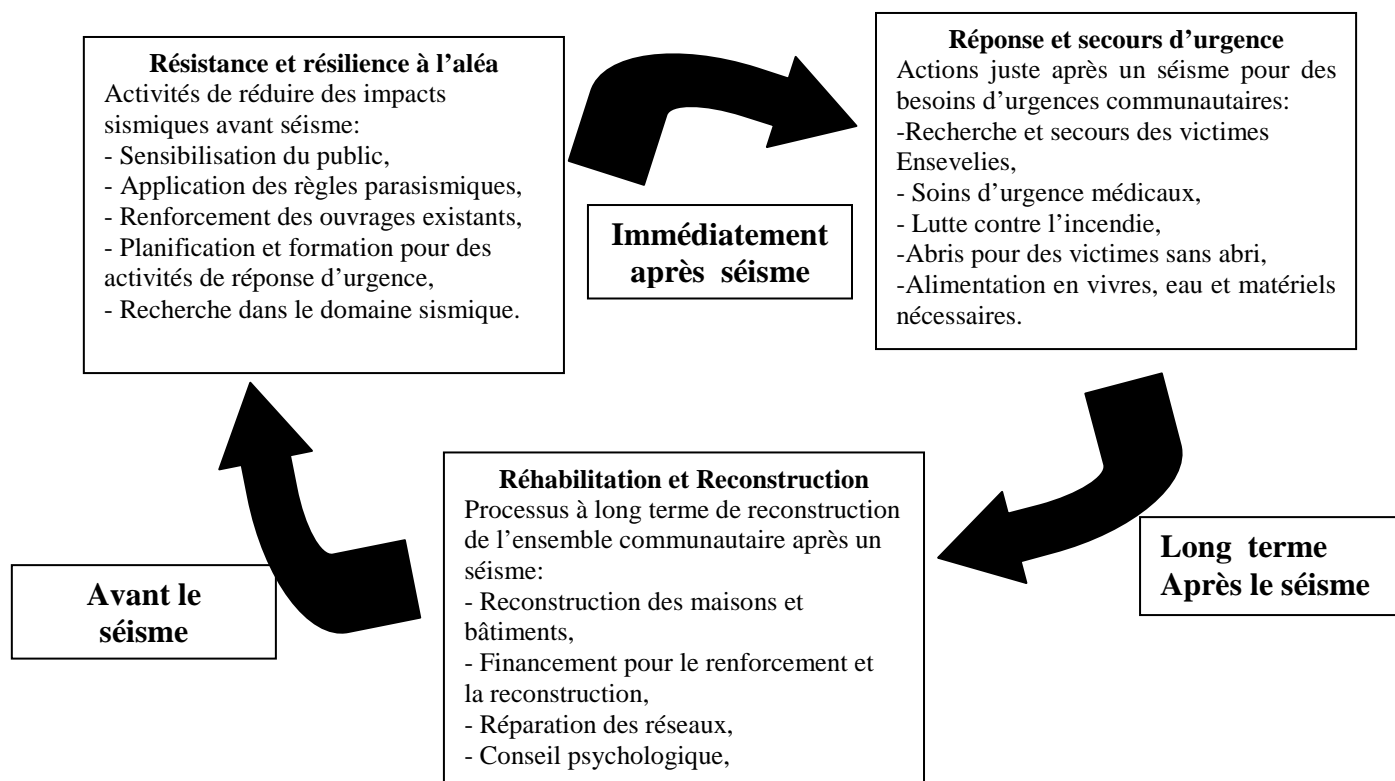 Résistance et résilience à l’aléa
Activités de réduire des impacts
sismiques avant séisme:
- Sensibilisation du public,
- Application des règles parasismiques,
- Renforcement des ouvrages existants,
- Planification et formation pour des
activités de réponse d’urgence,
- Recherche dans le domaine sismique.
Immédiatement
après séisme
Réponse et secours d’urgence
Actions juste après un séisme pour des
besoins d’urgences communautaires:
-Recherche et secours des victimes
Ensevelies,
- Soins d’urgence médicaux,
- Lutte contre l’incendie,
-Abris pour des victimes sans abri,
-Alimentation en vivres, eau et matériels
nécessaires.
Long terme
Après le séisme
Réhabilitation et Reconstruction
Processus à long terme de reconstruction
de l’ensemble communautaire après un
séisme:
- Reconstruction des maisons et
bâtiments,
- Financement pour le renforcement et
la reconstruction,
- Réparation des réseaux,
- Conseil psychologique,
Avant le
séisme